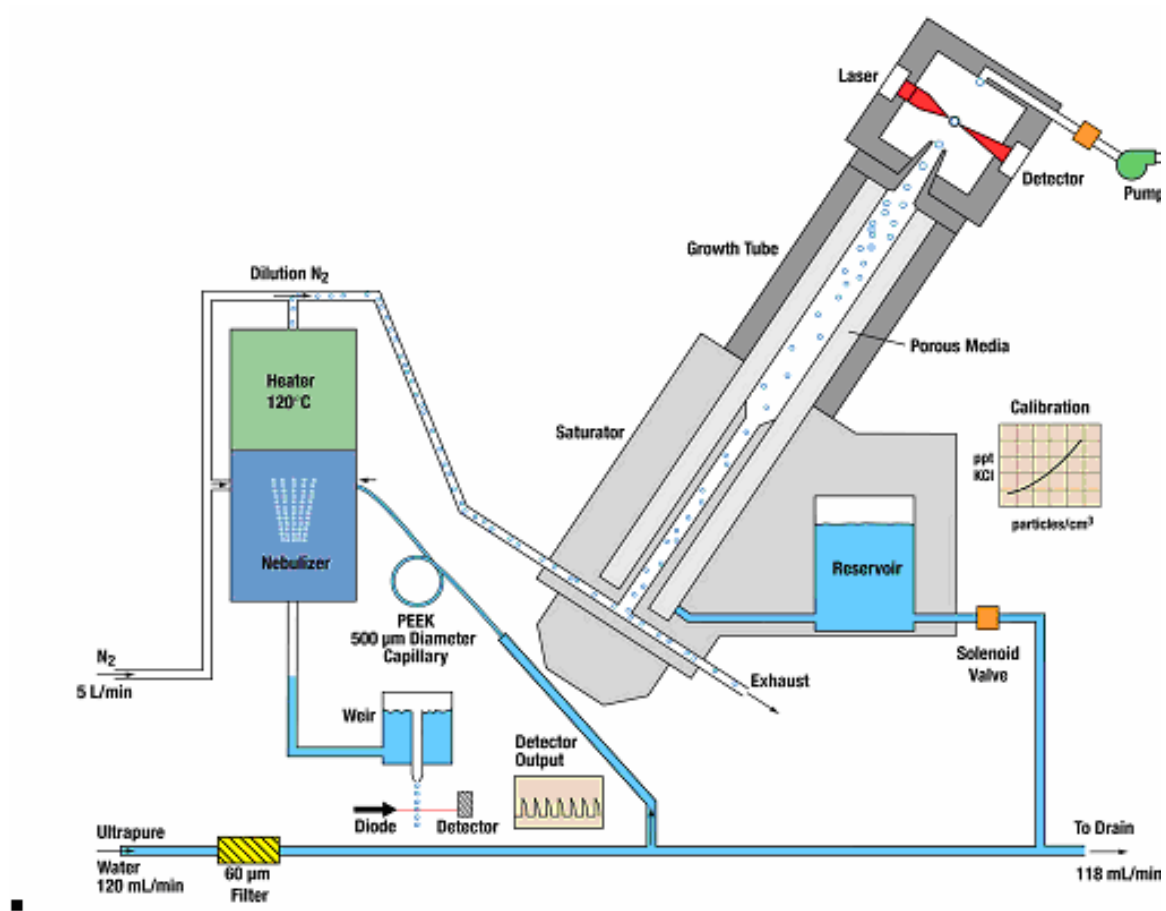 Laser
Detector
Pump
Growth Tube
Dilution N2
Porous Media
Heater
120°C
Calibration
Saturator
ppt
KCl
particles/cm3
Nebulizer
Reservoir
PEEK
500 µm Diameter
Capillary
N2
5 L/min
Solenoid
Valve
Exhaust
Weir
Detector
Output
Diode
Detector
Ultrapure
Water
120 mL/min
60 µm
Filter
To Drain
118 mL/min